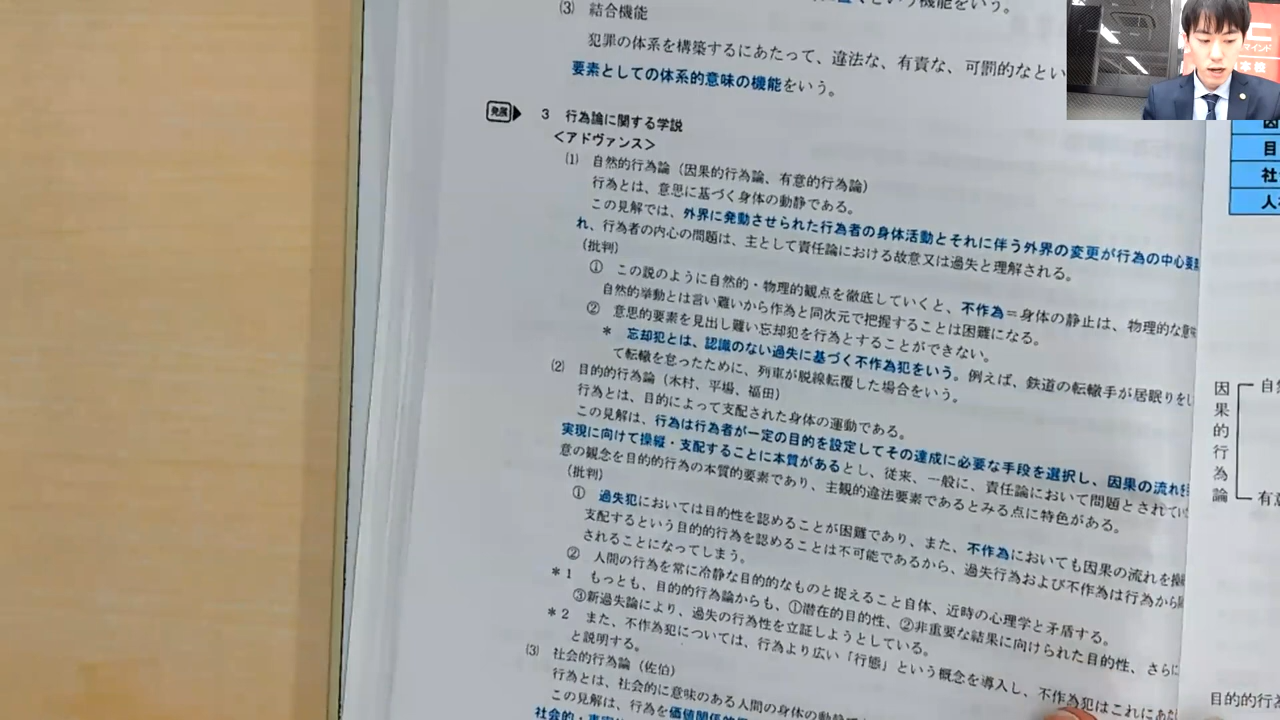 という機能をいう。
(3) 結合機能
犯罪の体系を構築するにあたって、違法な、有責な、可罰的なとい
要素としての体系的意味の機能をいう。
発展 3 行為論に関する学説
<アドヴァンス>
(1) 自然的行為論（因果的行為論、有意的行為論）
行為とは、意思に基づく身体の動静である。
この見解では、外界に発動させられた行為者の身体活動とそれに伴う外界の変更が行為の中心要
れ、行為者の内心の問題は、主として責任論における故意又は過失と理解される。
（批判）
① この説のように自然的・物理的観点を徹底していくと、不作為＝身体の静止は、物理的な意
自然的挙動とは言い難いから作為と同次元で把握することは困難になる。
② 意思的要素を見出し難い忘却犯を行為とすることができない。
＊ 忘却犯とは、認識のない過失に基づく不作為犯をいう。例えば、鉄道の転轍手が居眠りをし
て転轍を怠ったために、列車が脱線転覆した場合をいう。
(2) 目的的行為論（木村、平場、福田）
行為とは、目的によって支配された身体の運動である。
この見解は、行為は行為者が一定の目的を設定してその達成に必要な手段を選択し、因果の流れを
実現に向けて操縦・支配することに本質があるとし、従来、一般に、責任論において問題とされてい
意の観念を目的的行為の本質的要素であり、主観的違法要素であるとみる点に特色がある。
（批判）
① 過失犯においては目的性を認めることが困難であり、また、不作為においても因果の流れを操
支配するという目的的行為を認めることは不可能であるから、過失行為および不作為は行為から
されることになってしまう。
② 人間の行為を常に冷静な目的的なものと捉えること自体、近時の心理学と矛盾する。
＊1 もっとも、目的的行為論からも、①潜在的目的性、②非重要な結果に向けられた目的性、さらに
③新過失論により、過失の行為性を立証しようとしている。
＊2 また、不作為犯については、行為より広い「行態」という概念を導入し、不作為犯はこれにあた
と説明する。
(3) 社会的行為論（佐伯）
行為とは、社会的に意味のある人間の身体の動静
この見解は、行為を価値関係的
社会的・事実
目
社
人
因果的行為論
自
有意
目的的行
マインド
本校